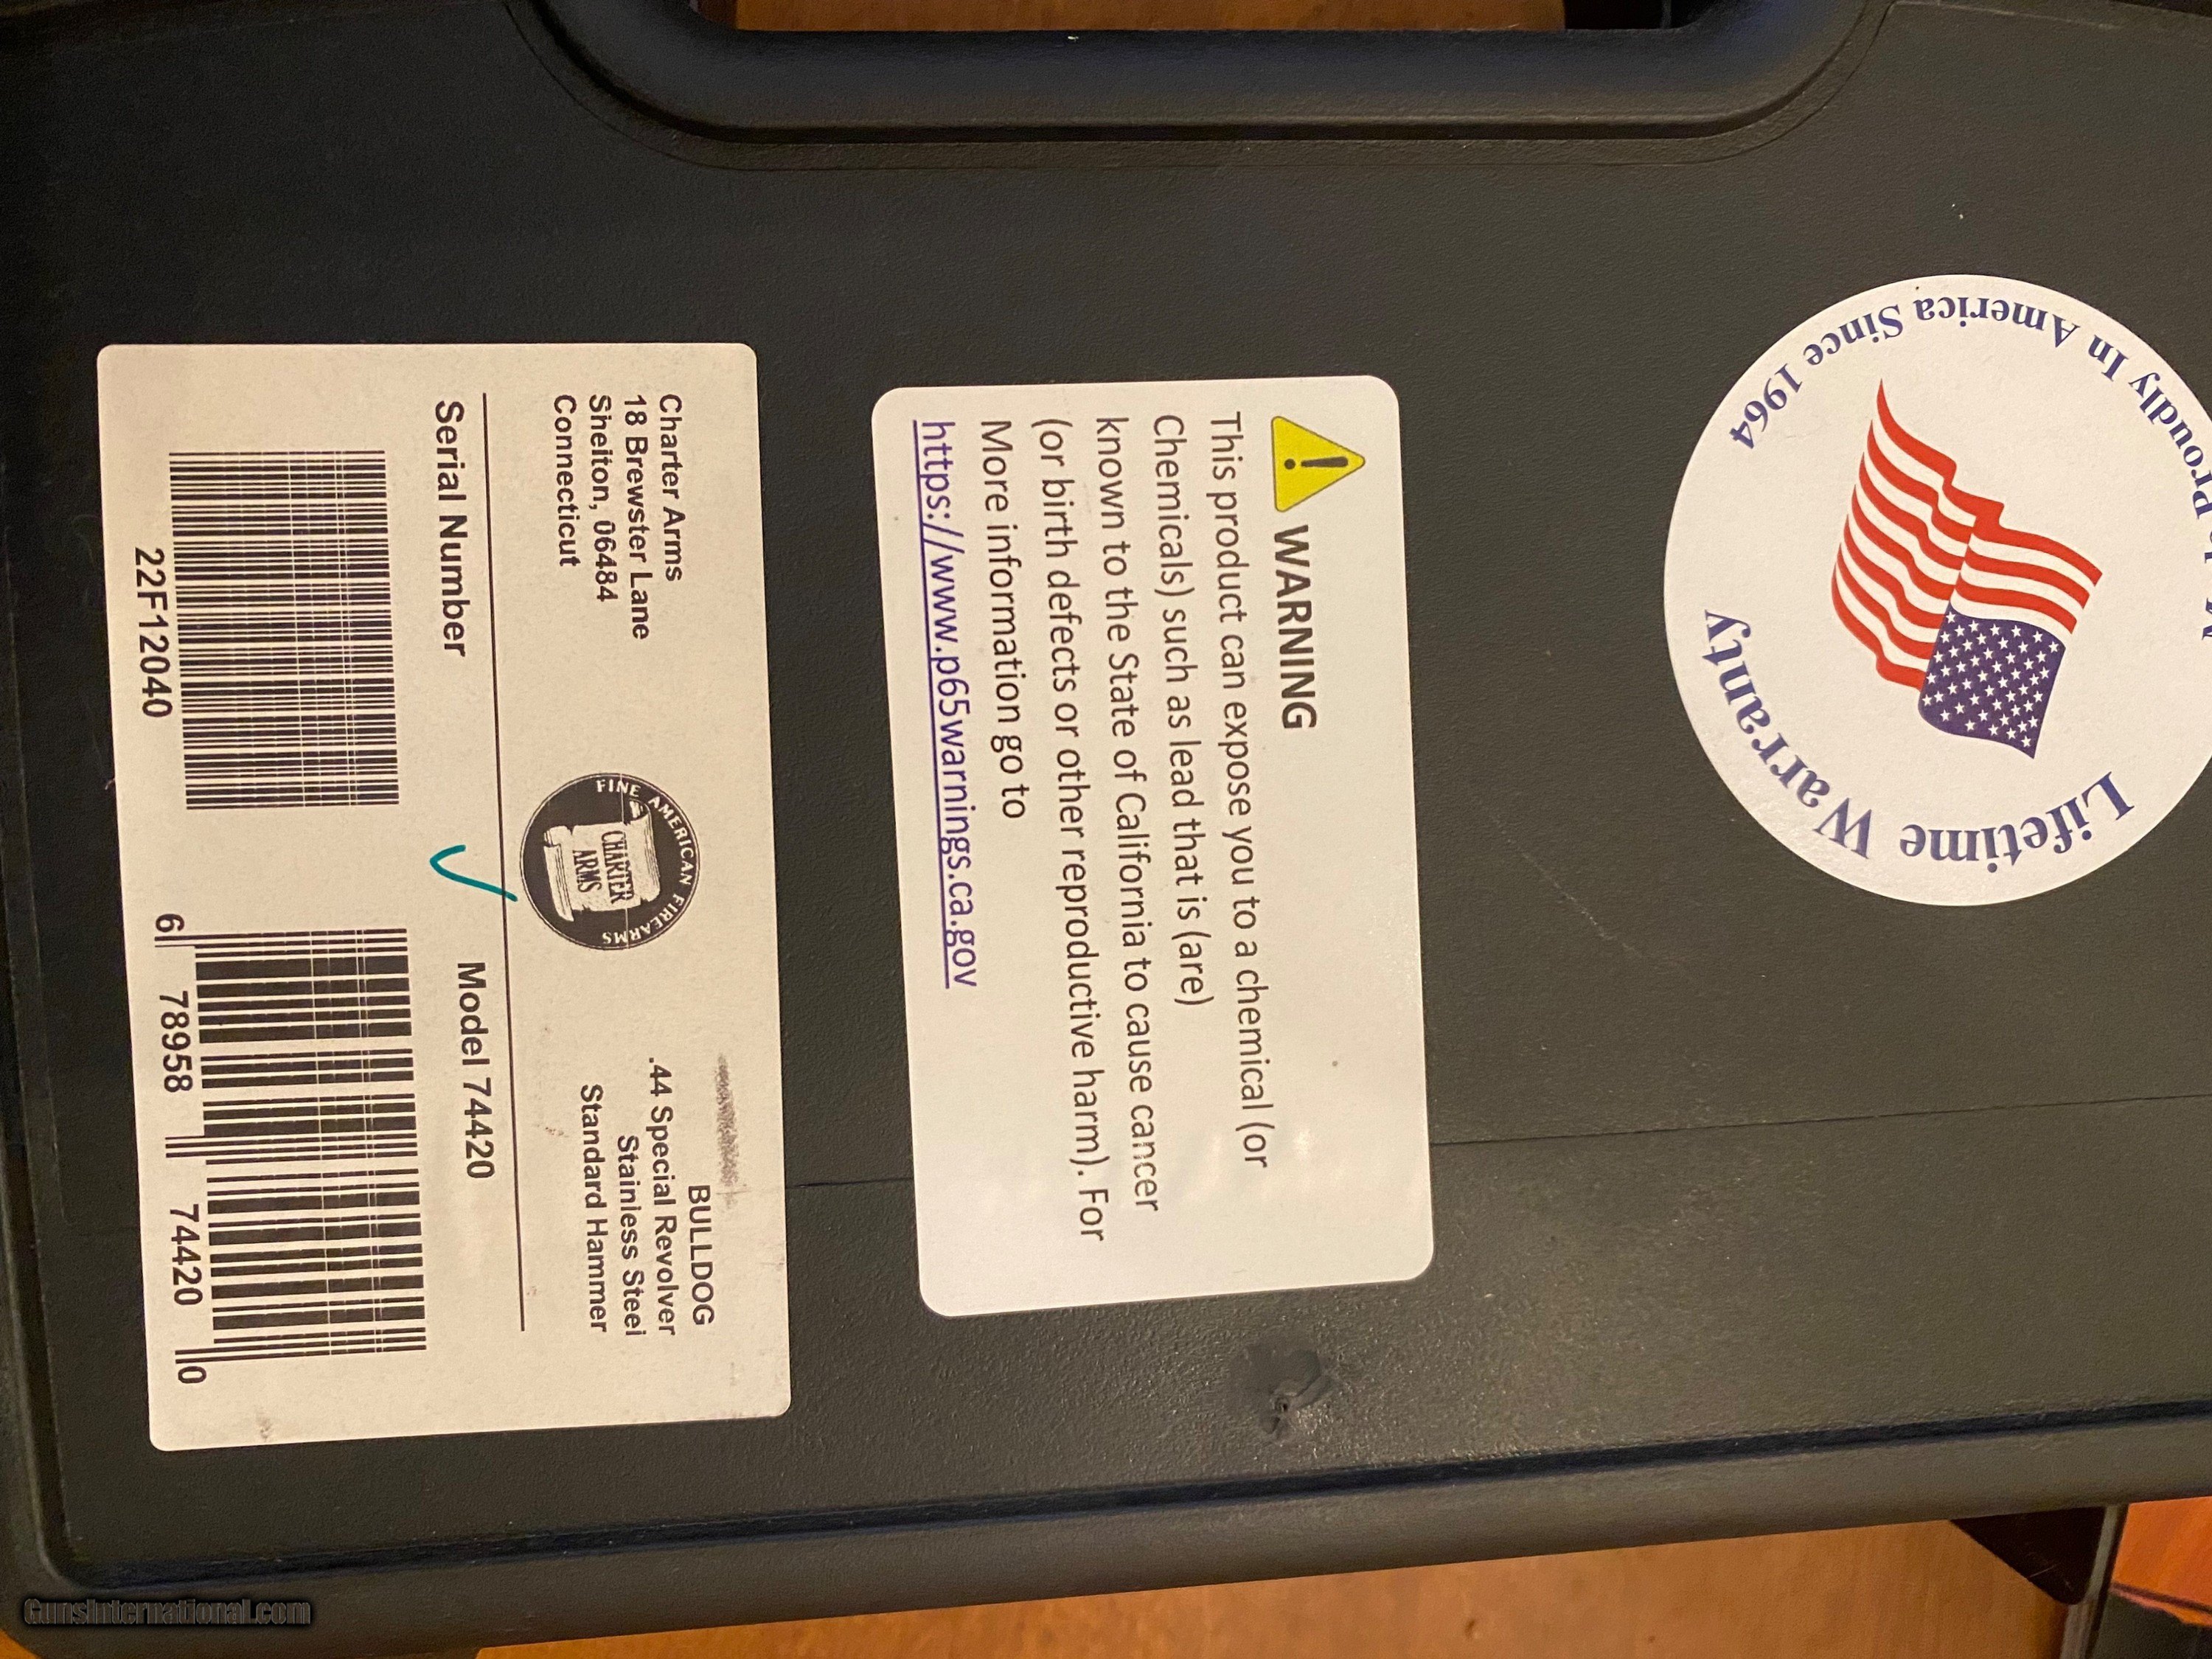 Charter Arms
18 Brewster Lane
Shelton, 06484
Connecticut
FINE AMERICAN FIREARMS
CHARTER
ARMS
BULLDOG
.44 Special Revolver
Stainless Steel
Standard Hammer
Serial Number
Model 74420
22F12040
6 78958 74420 0
WARNING
This product can expose you to a chemical (or
Chemicals) such as lead that is (are)
known to the State of California to cause cancer
(or birth defects or other reproductive harm). For
More information go to
https://www.p65warnings.ca.gov
Proudly In America Since 1964
Lifetime Warranty
GunsInternational.com